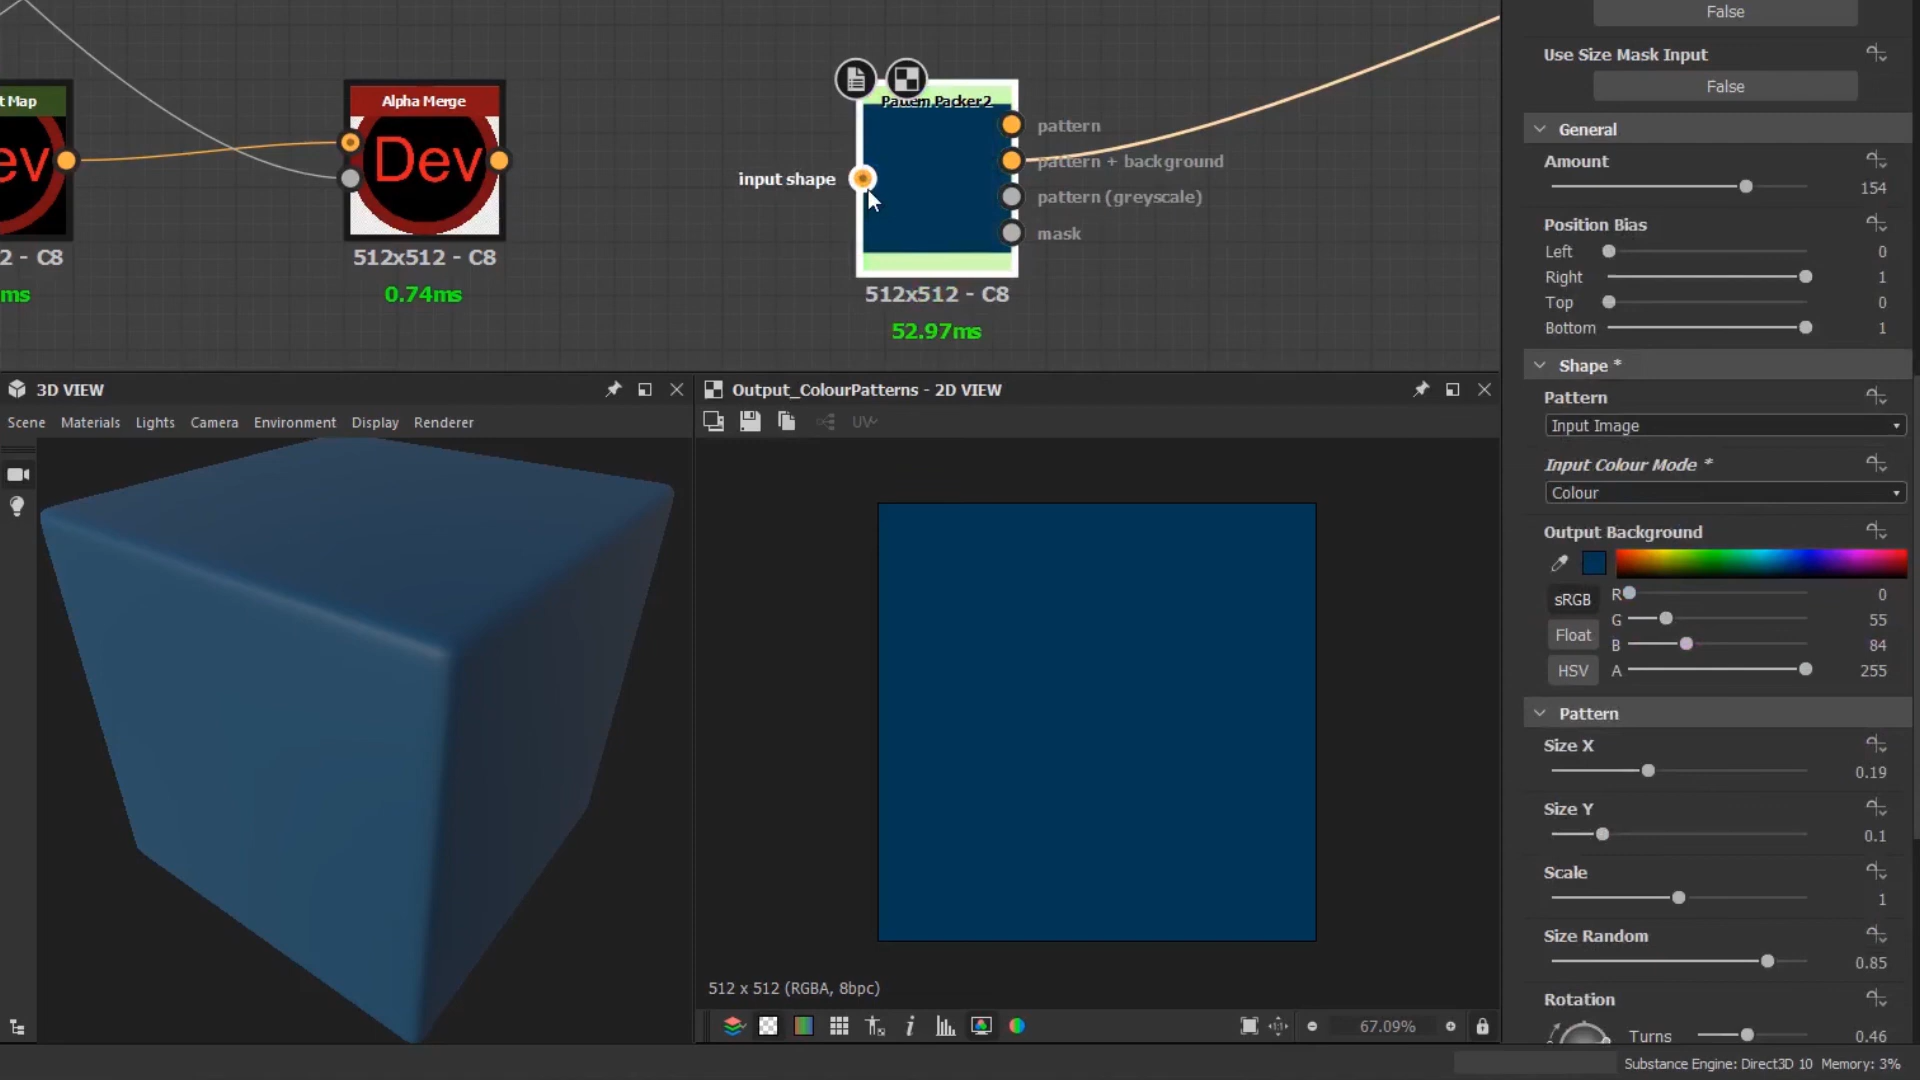 t Map
ev
2 - C8
ms
Alpha Merge
Dev
512x512 - C8
0.74ms
input shape
Pattern Packer2
pattern
pattern + background
pattern (greyscale)
mask
512x512 - C8
52.97ms
False
Use Size Mask Input
False
General
Amount
154
Position Bias
Left 0
Right 1
Top 0
Bottom 1
Shape *
Pattern
Input Image
Input Colour Mode *
Colour
Output Background
sRGB
Float
HSV
R 0
G 55
B 84
A 255
Pattern
Size X
0.19
Size Y
0.1
Scale
1
Size Random
0.85
Rotation
Turns 0.46
3D VIEW
Scene Materials Lights Camera Environment Display Renderer
Output_ColourPatterns - 2D VIEW
UV
512 x 512 (RGBA, 8bpc)
1:1
67.09%
Substance Engine: Direct3D 10 Memory: 3%